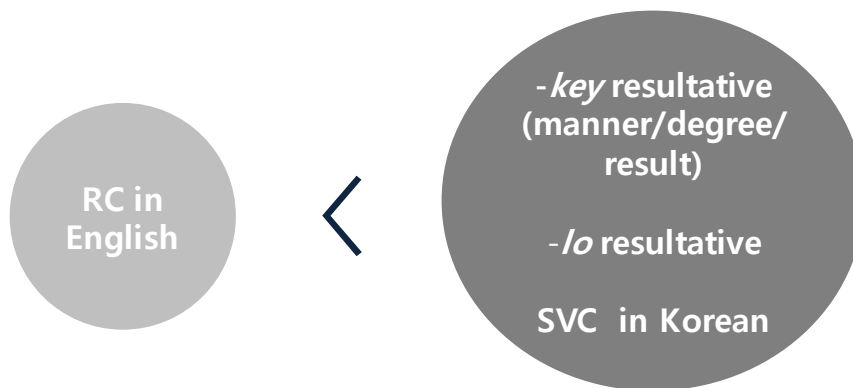 RC in
English
-key resultative
(manner/degree/
result)
-lo resultative
SVC in Korean